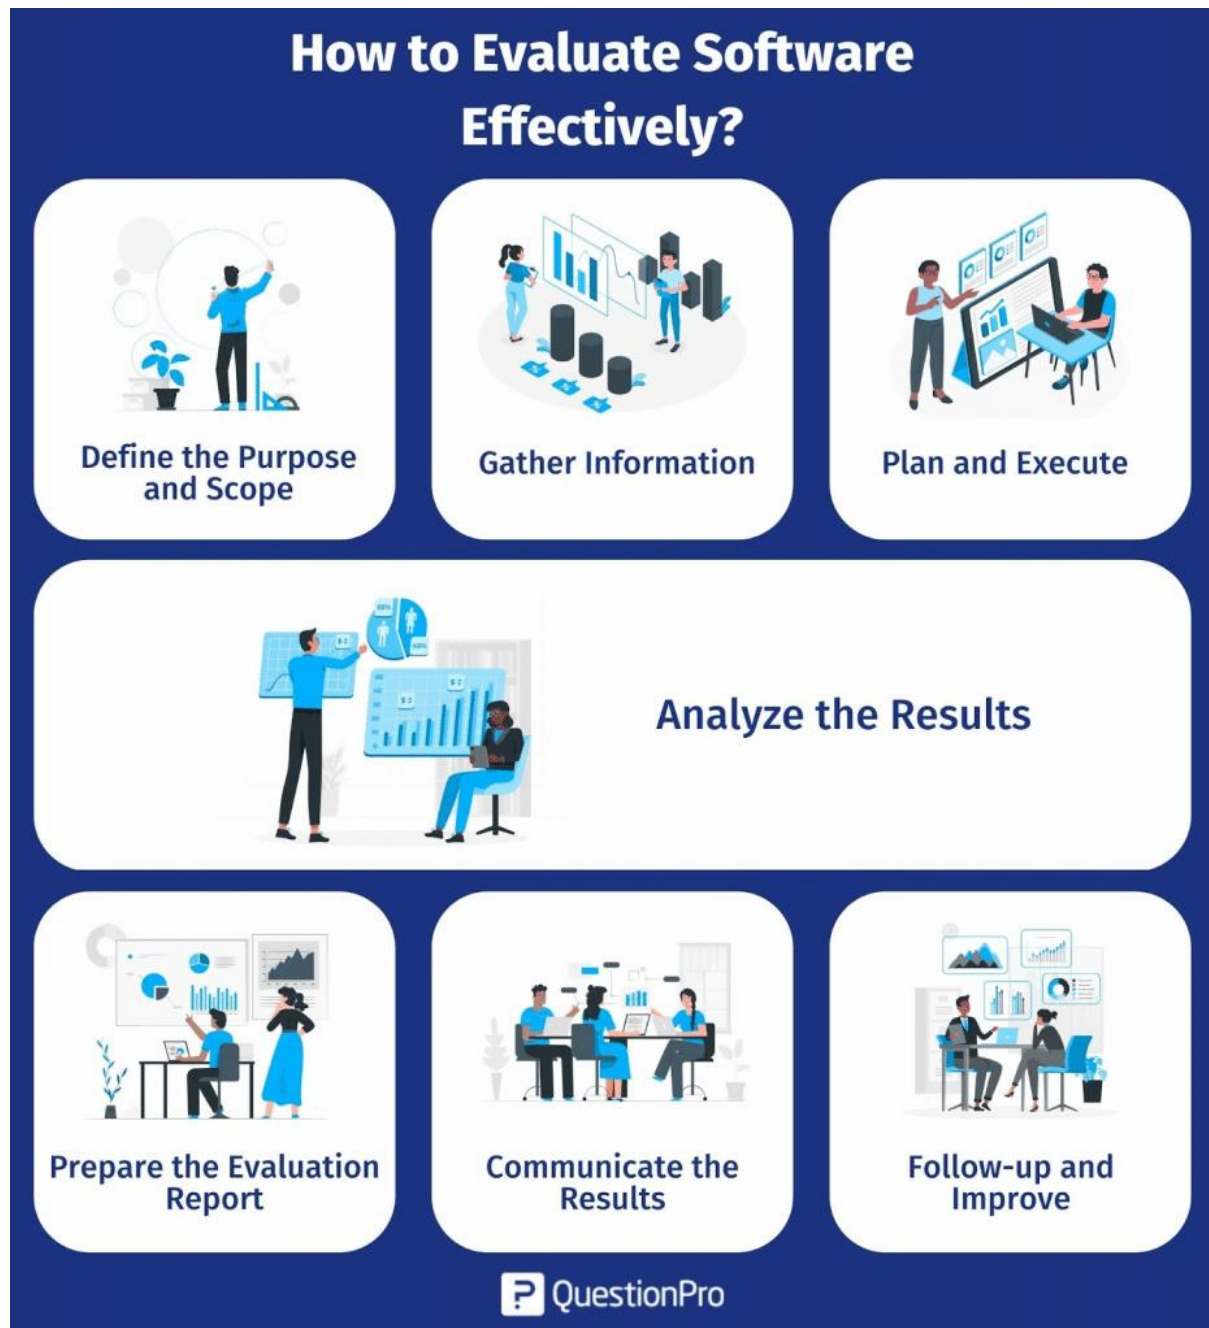 How to Evaluate Software
Effectively?
Define the Purpose
and Scope
Gather Information
Plan and Execute
Analyze the Results
Prepare the Evaluation
Report
Communicate the
Results
Follow-up and
Improve
QuestionPro